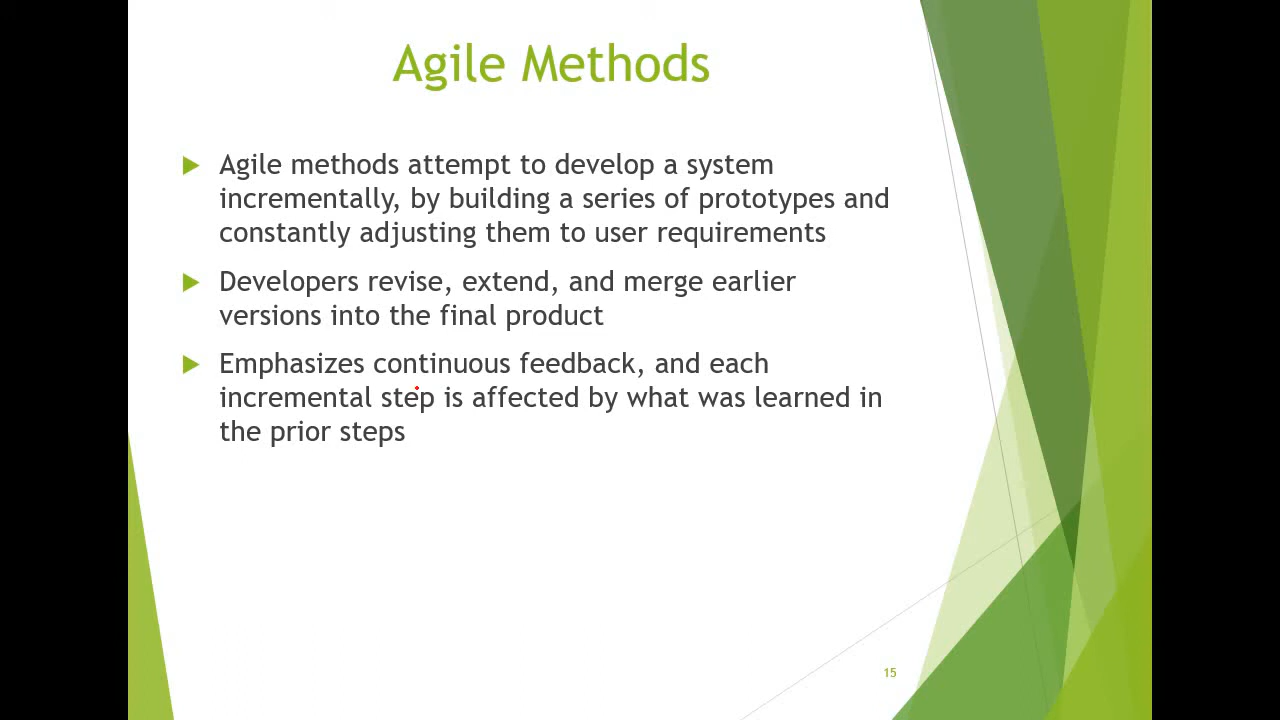 Agile Methods
Agile methods attempt to develop a system
incrementally, by building a series of prototypes and
constantly adjusting them to user requirements
Developers revise, extend, and merge earlier
versions into the final product
Emphasizes continuous feedback, and each
incremental step is affected by what was learned in
the prior steps
15